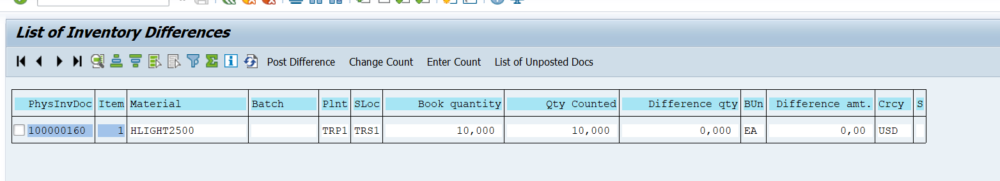 List of Inventory Differences
Post Difference Change Count Enter Count List of Unposted Docs
PhysInvDoc Item Material Batch Plnt SLoc Book quantity Qty Counted Difference qty BUn Difference amt. Crcy S
100000160 1 HLIGHT2500 TRP1 TRS1 10,000 10,000 0,000 EA 0,00 USD